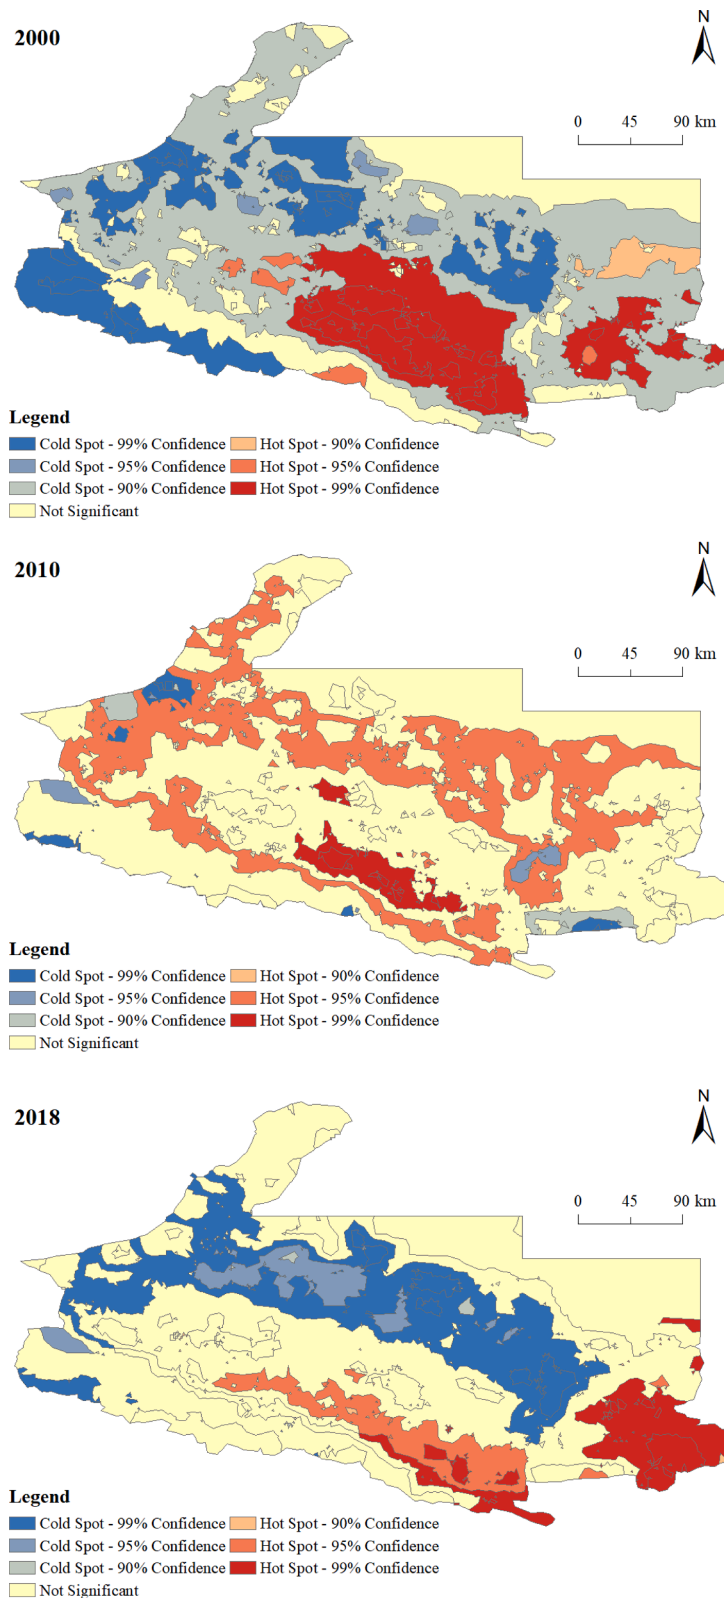 2000
N
0 45 90 km
Legend
Cold Spot - 99% Confidence Hot Spot - 90% Confidence
Cold Spot - 95% Confidence Hot Spot - 95% Confidence
Cold Spot - 90% Confidence Hot Spot - 99% Confidence
Not Significant
2010
N
0 45 90 km
Legend
Cold Spot - 99% Confidence Hot Spot - 90% Confidence
Cold Spot - 95% Confidence Hot Spot - 95% Confidence
Cold Spot - 90% Confidence Hot Spot - 99% Confidence
Not Significant
2018
N
0 45 90 km
Legend
Cold Spot - 99% Confidence Hot Spot - 90% Confidence
Cold Spot - 95% Confidence Hot Spot - 95% Confidence
Cold Spot - 90% Confidence Hot Spot - 99% Confidence
Not Significant